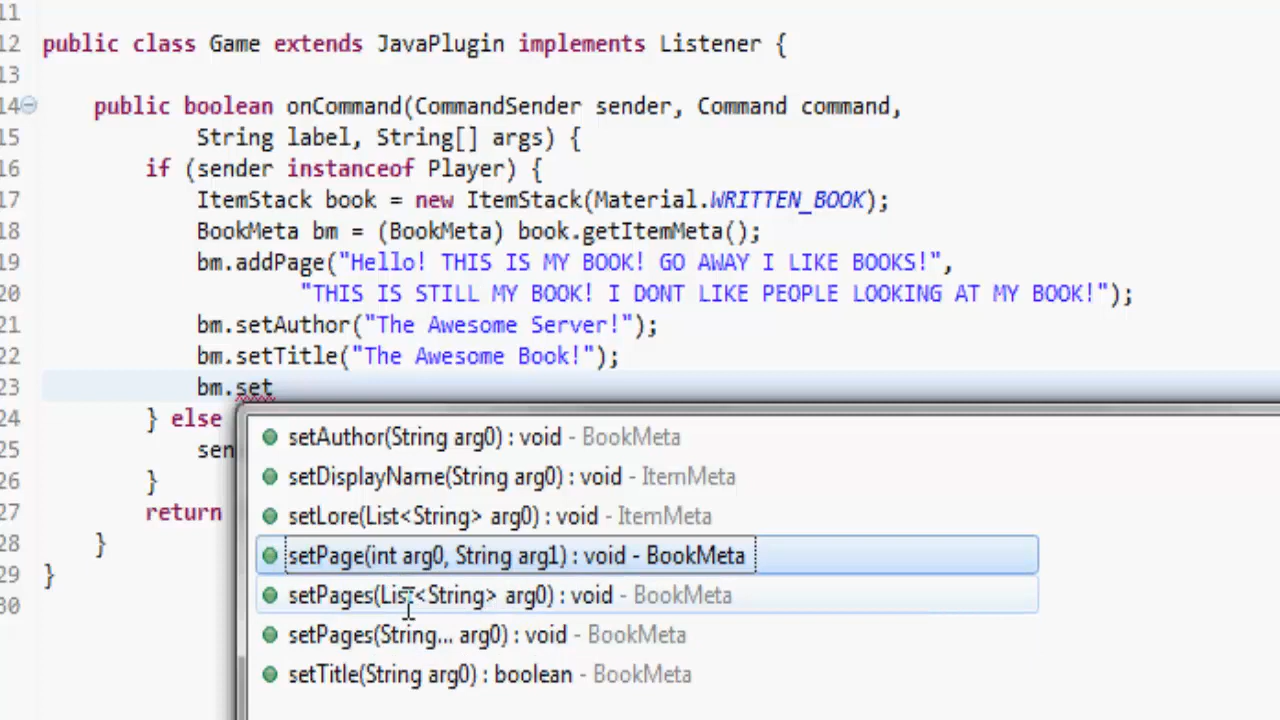 11
12 public class Game extends JavaPlugin implements Listener {
13
14 public boolean onCommand(CommandSender sender, Command command,
15 String label, String[] args) {
16 if (sender instanceof Player) {
17 ItemStack book = new ItemStack(Material.WRITTEN_BOOK);
18 BookMeta bm = (BookMeta) book.getItemMeta();
19 bm.addPage("Hello! THIS IS MY BOOK! GO AWAY I LIKE BOOKS!",
20 "THIS IS STILL MY BOOK! I DONT LIKE PEOPLE LOOKING AT MY BOOK!");
21 bm.setAuthor("The Awesome Server!");
22 bm.setTitle("The Awesome Book!");
23 bm.set
24 } else
25 sen
26 }
27 return
28 }
29 }
30
setAuthor(String arg0) : void - BookMeta
setDisplayName(String arg0) : void - ItemMeta
setLore(List<String> arg0) : void - ItemMeta
setPage(int arg0, String arg1) : void - BookMeta
setPages(List<String> arg0) : void - BookMeta
setPages(String... arg0) : void - BookMeta
setTitle(String arg0) : boolean - BookMeta